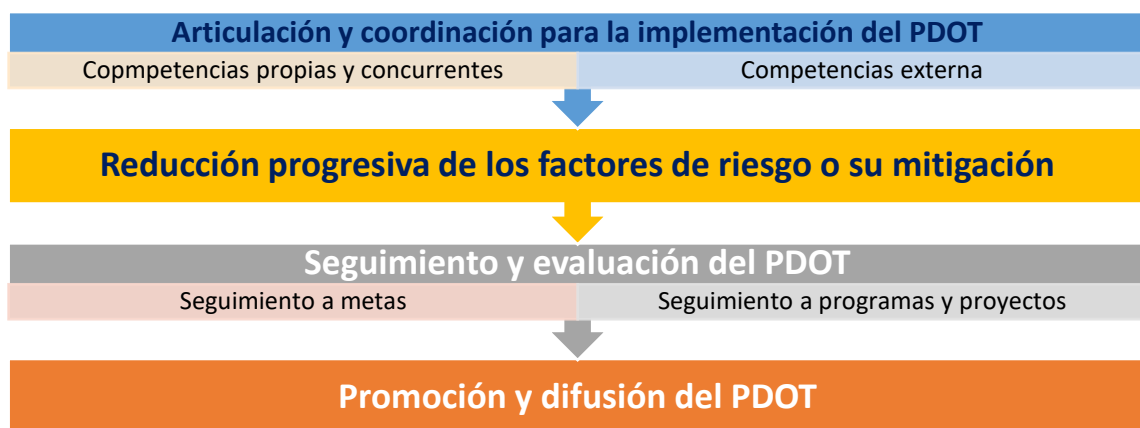 Articulación y coordinación para la implementación del PDOT
Copmpetencias propias y concurrentes
Competencias externa
Reducción progresiva de los factores de riesgo o su mitigación
Seguimiento y evaluación del PDOT
Seguimiento a metas
Seguimiento a programas y proyectos
Promoción y difusión del PDOT